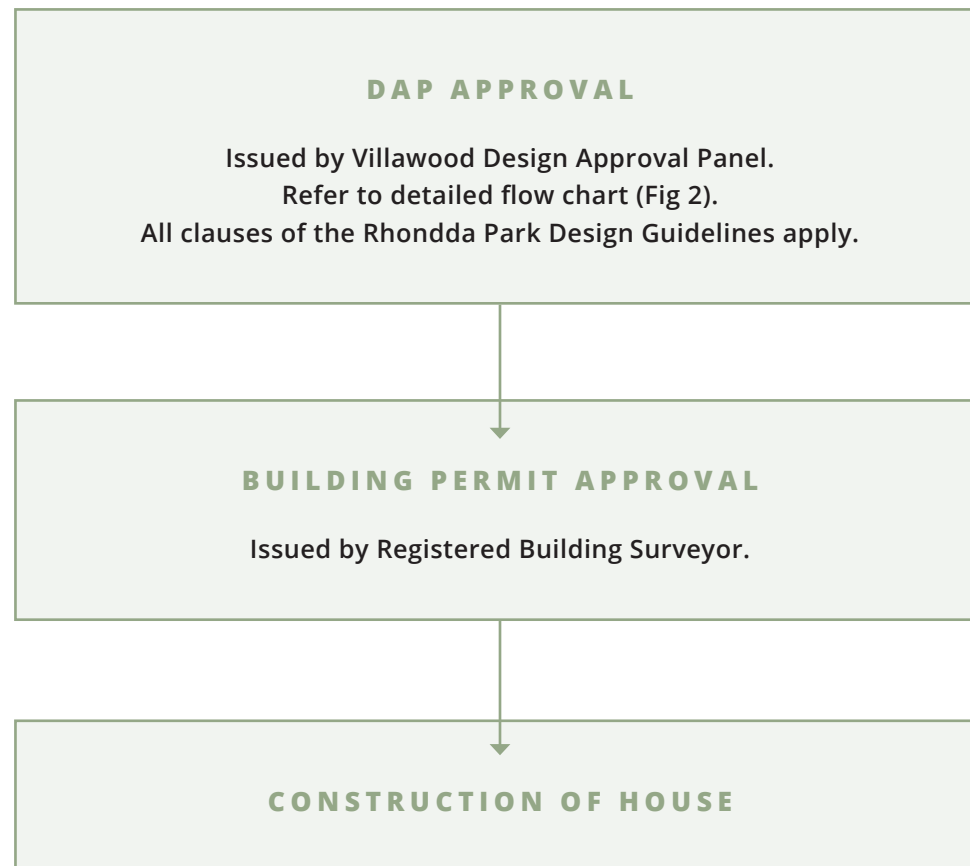 DAP APPROVAL
Issued by Villawood Design Approval Panel.
Refer to detailed flow chart (Fig 2).
All clauses of the Rhondda Park Design Guidelines apply.
BUILDING PERMIT APPROVAL
Issued by Registered Building Surveyor.
CONSTRUCTION OF HOUSE